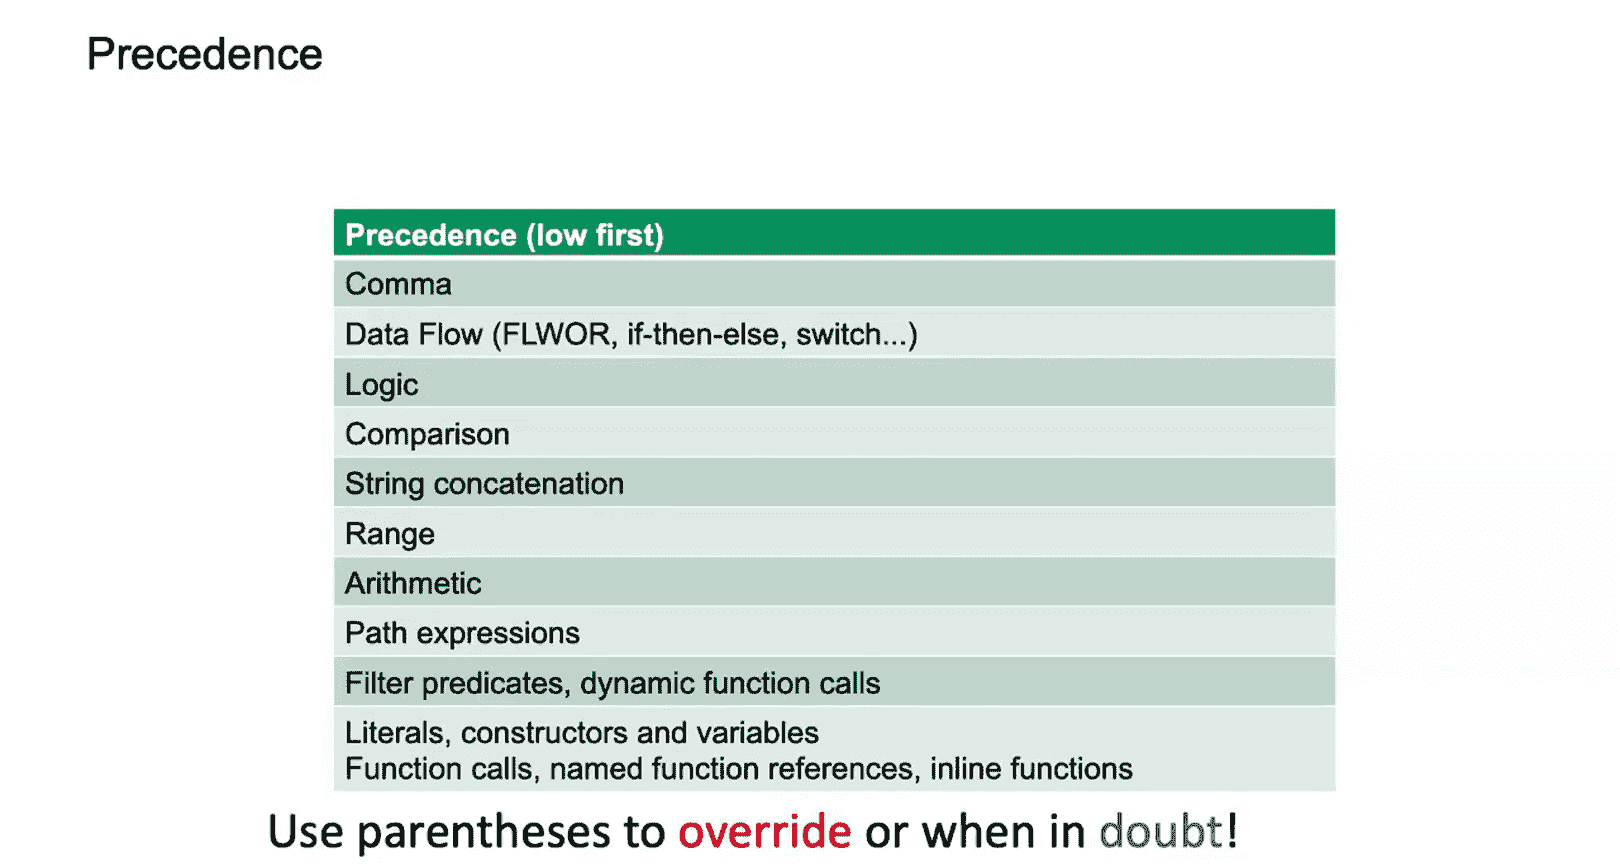 Precedence
Precedence (low first)
Comma
Data Flow (FLWOR, if-then-else, switch...)
Logic
Comparison
String concatenation
Range
Arithmetic
Path expressions
Filter predicates, dynamic function calls
Literals, constructors and variables
Function calls, named function references, inline functions
Use parentheses to override or when in doubt!